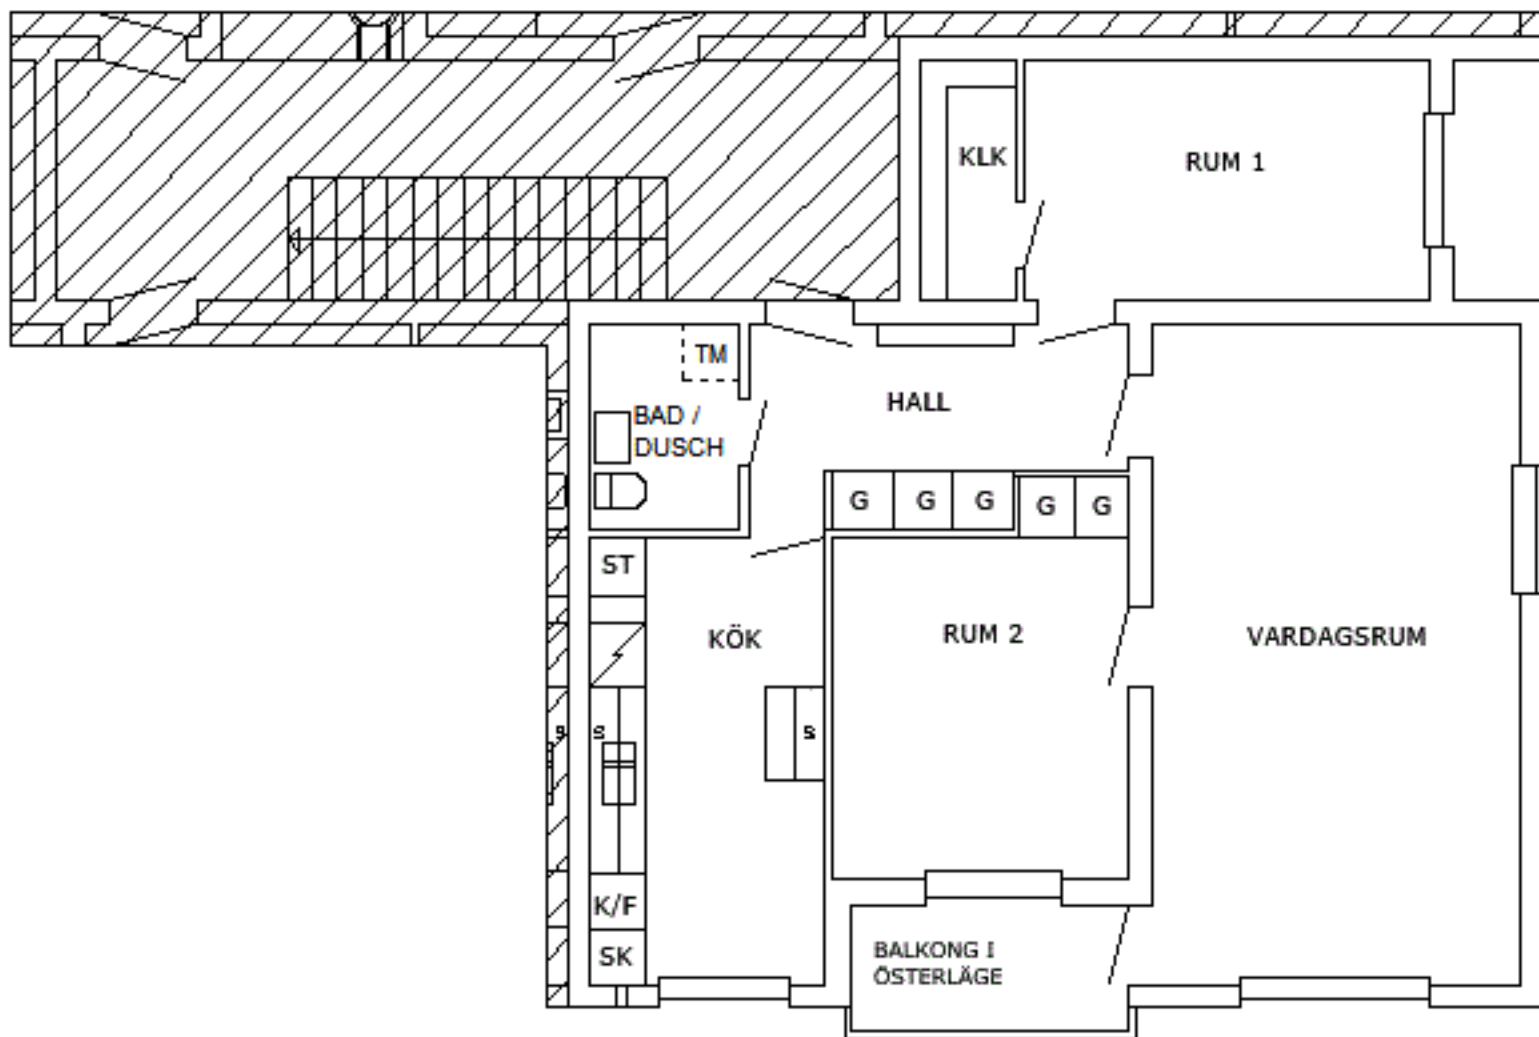 KLK
RUM 1
TM
BAD /
DUSCH
HALL
G G G G G
ST
KÖK
RUM 2
VARDAGSRUM
s s s
K/F
SK
BALKONG I
ÖSTERLÄGE